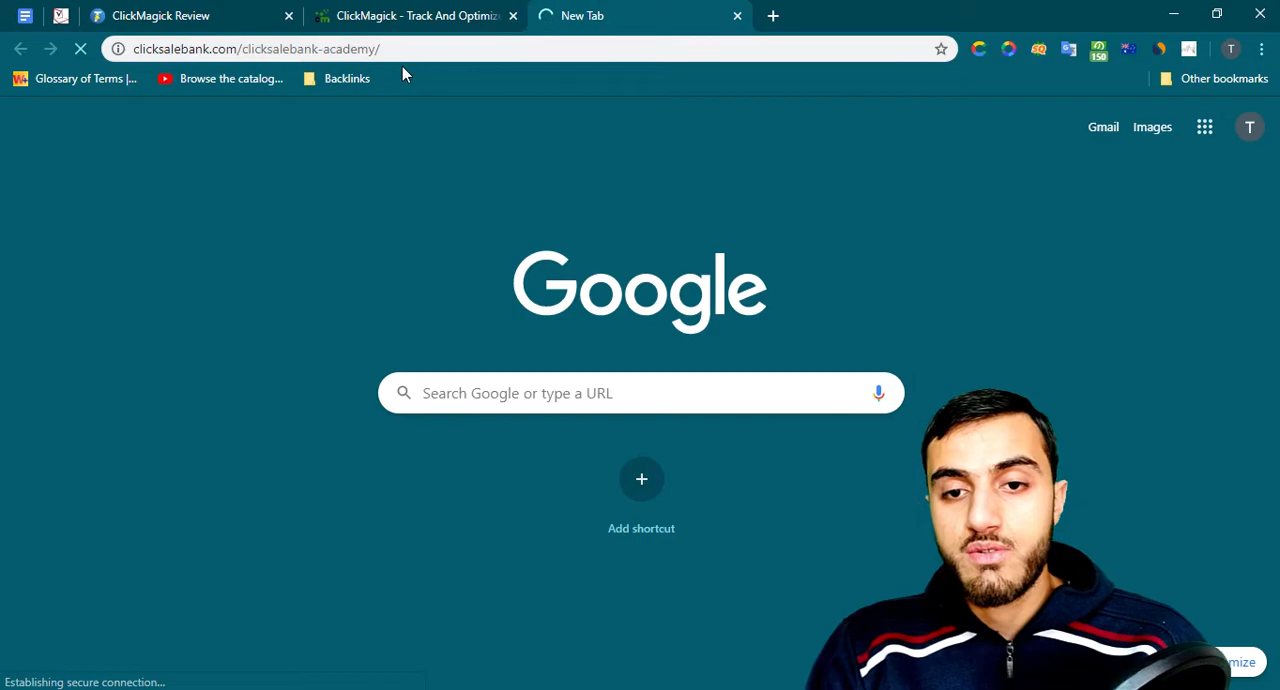 ClickMagick Review
ClickMagick - Track And Optimiz
New Tab
clicksalebank.com/clicksalebank-academy/
150
T
Glossary of Terms |...
Browse the catalog...
Backlinks
Other bookmarks
Gmail
Images
T
Google
Search Google or type a URL
Add shortcut
mize
Establishing secure connection...